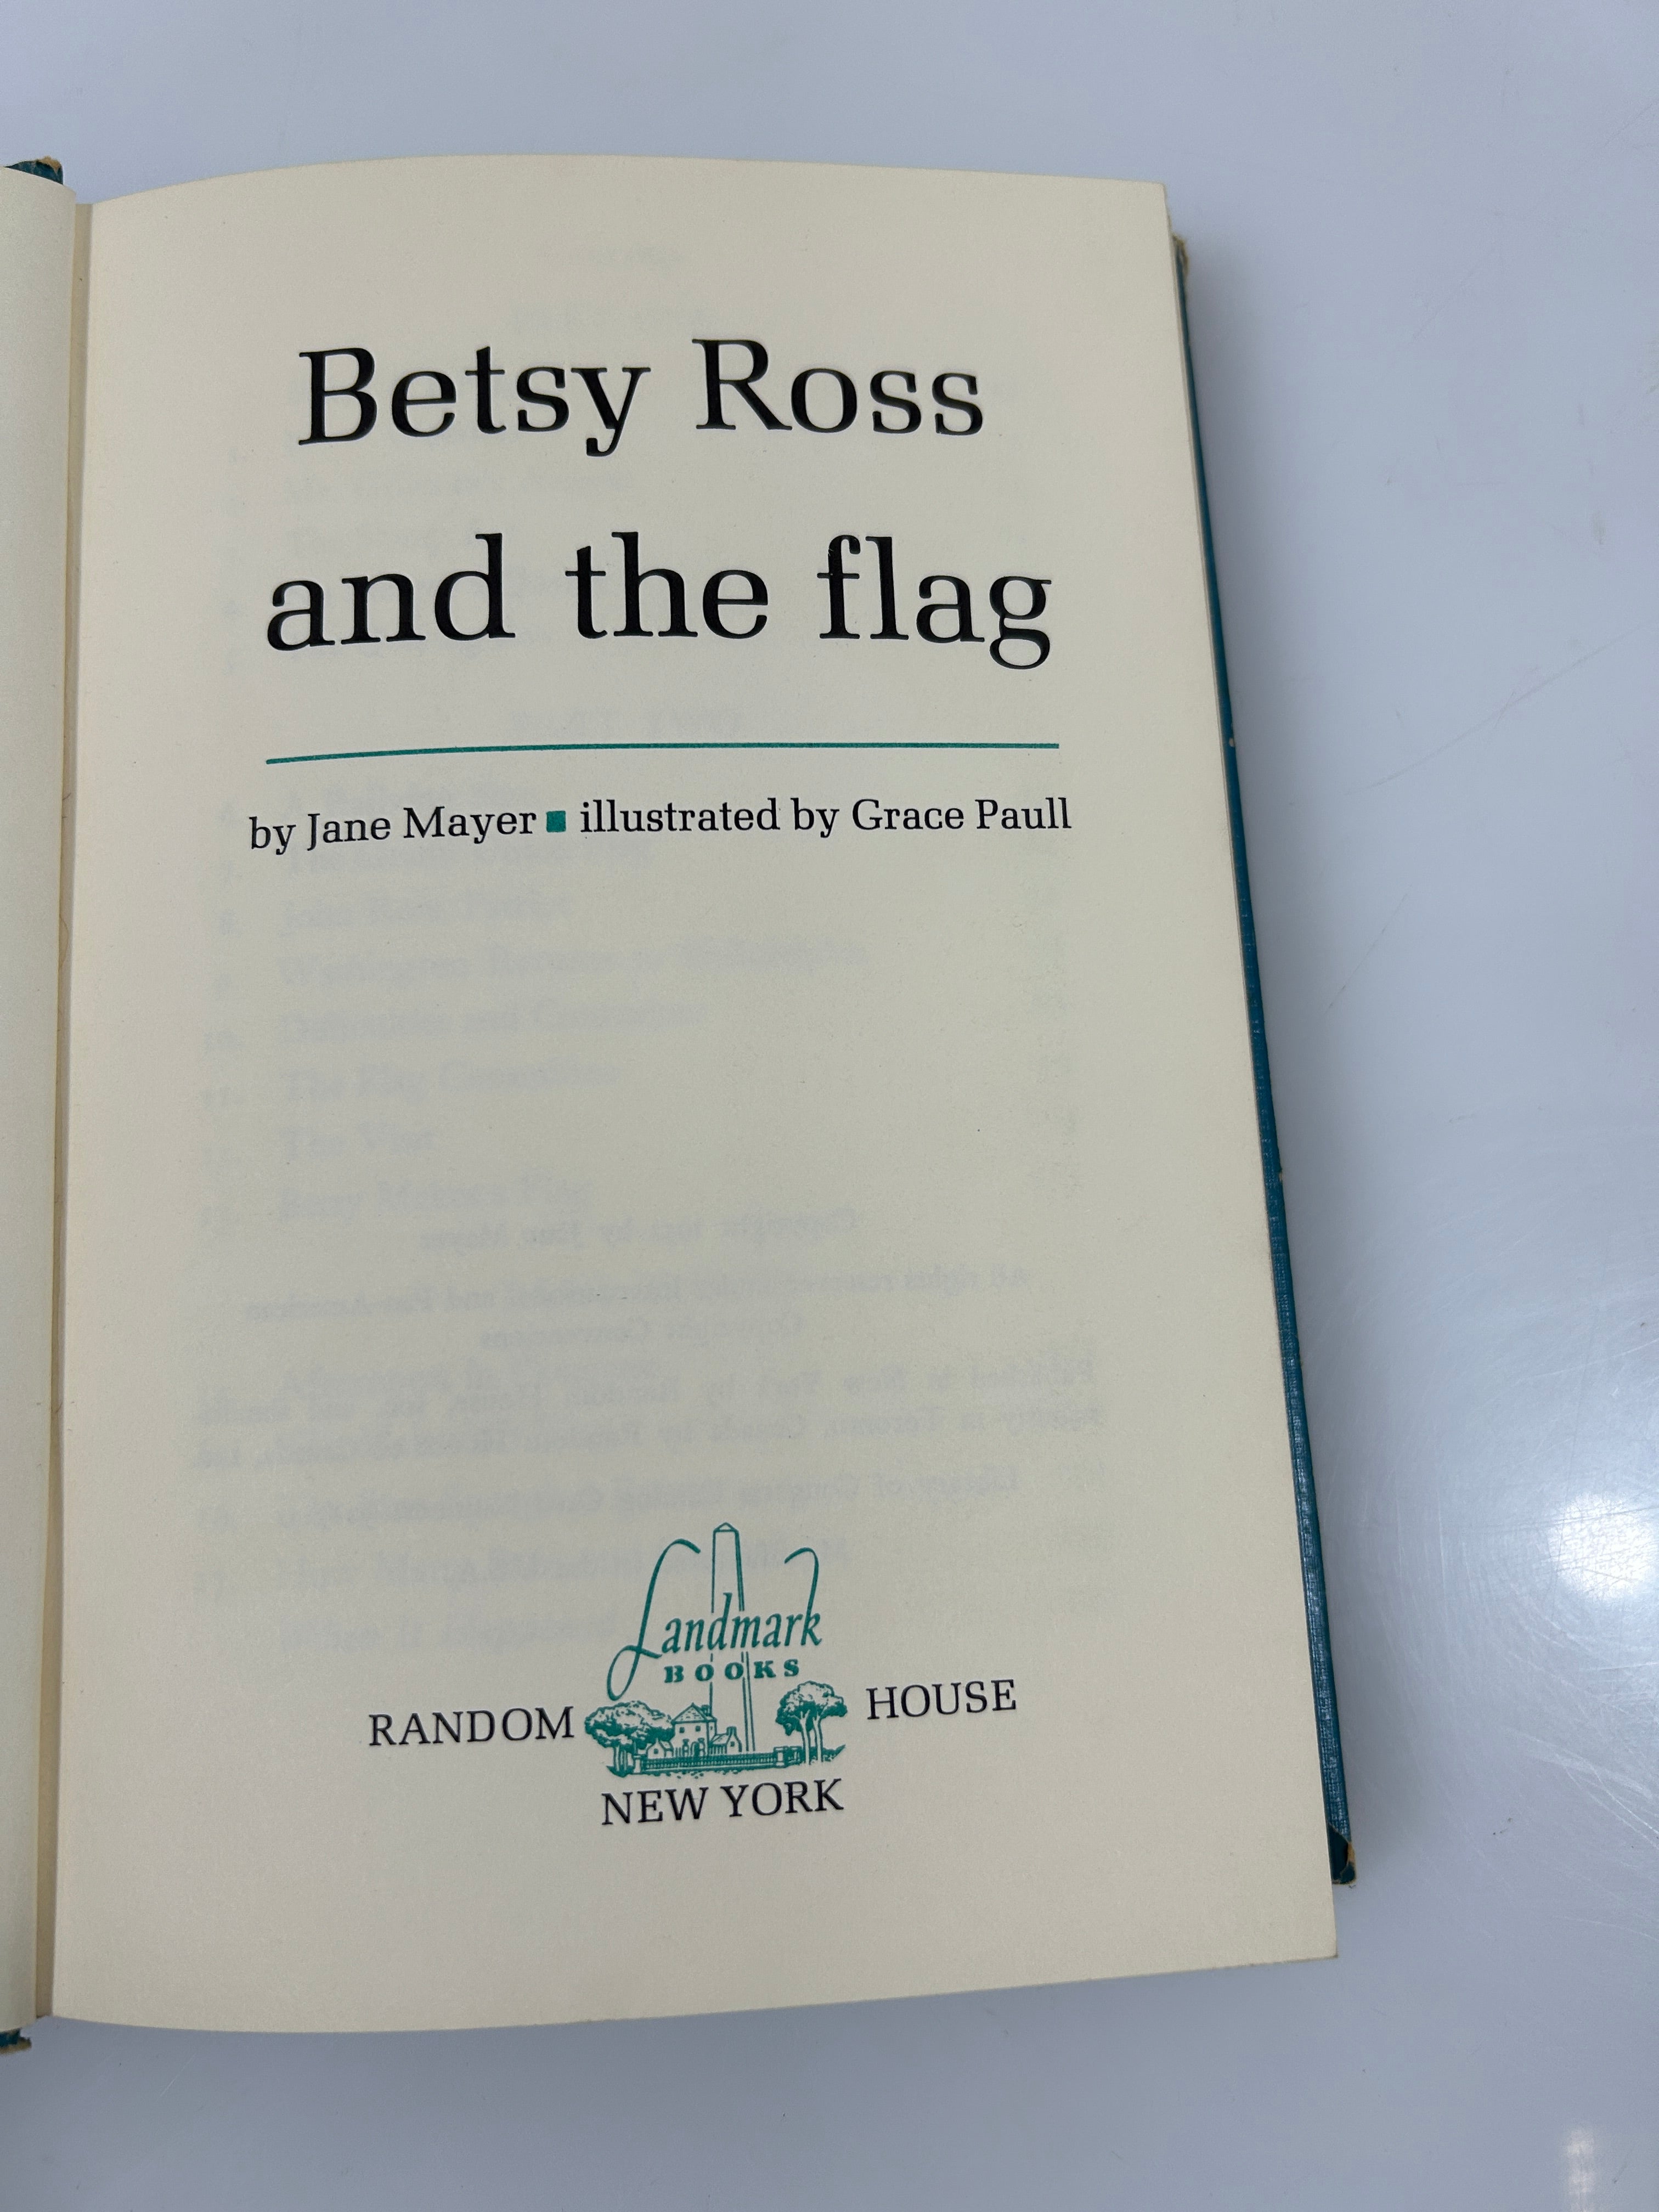 Betsy Ross
and the flag
by Jane Mayer ■ illustrated by Grace Paull
Landmark
BOOKS
RANDOM HOUSE
NEW YORK